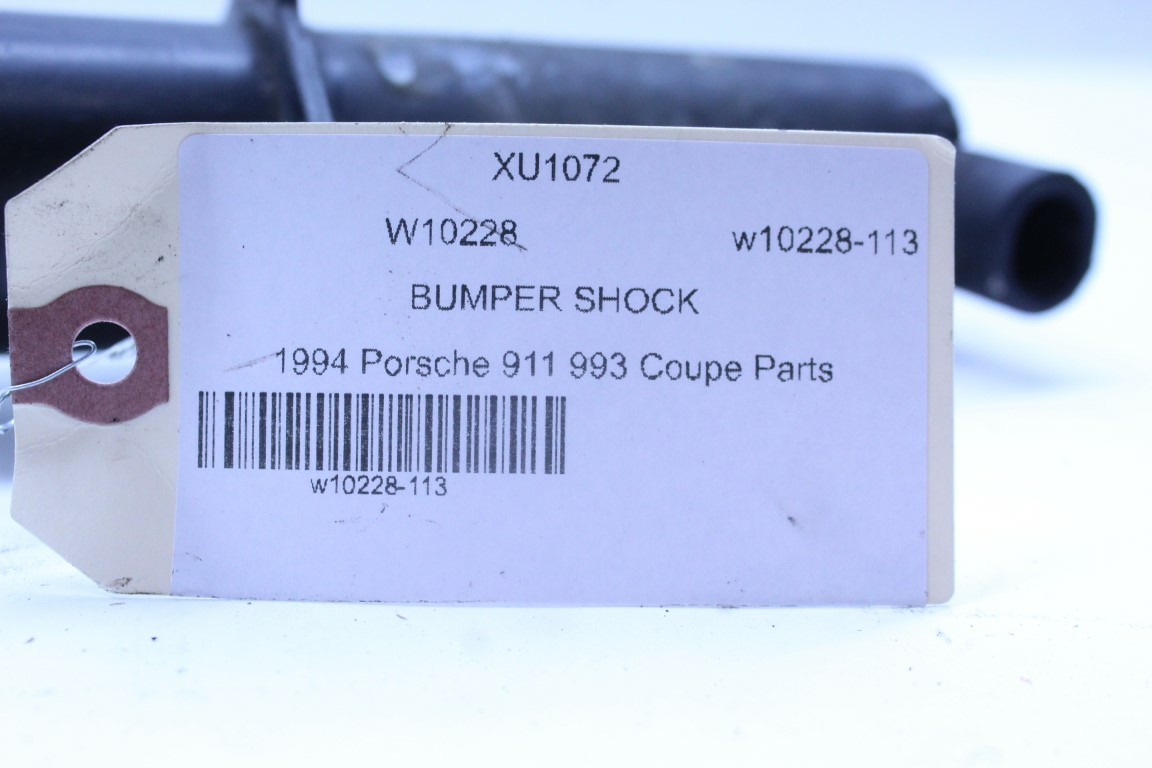 XU1072
W10228 w10228-113
BUMPER SHOCK
1994 Porsche 911 993 Coupe Parts
w10228-113